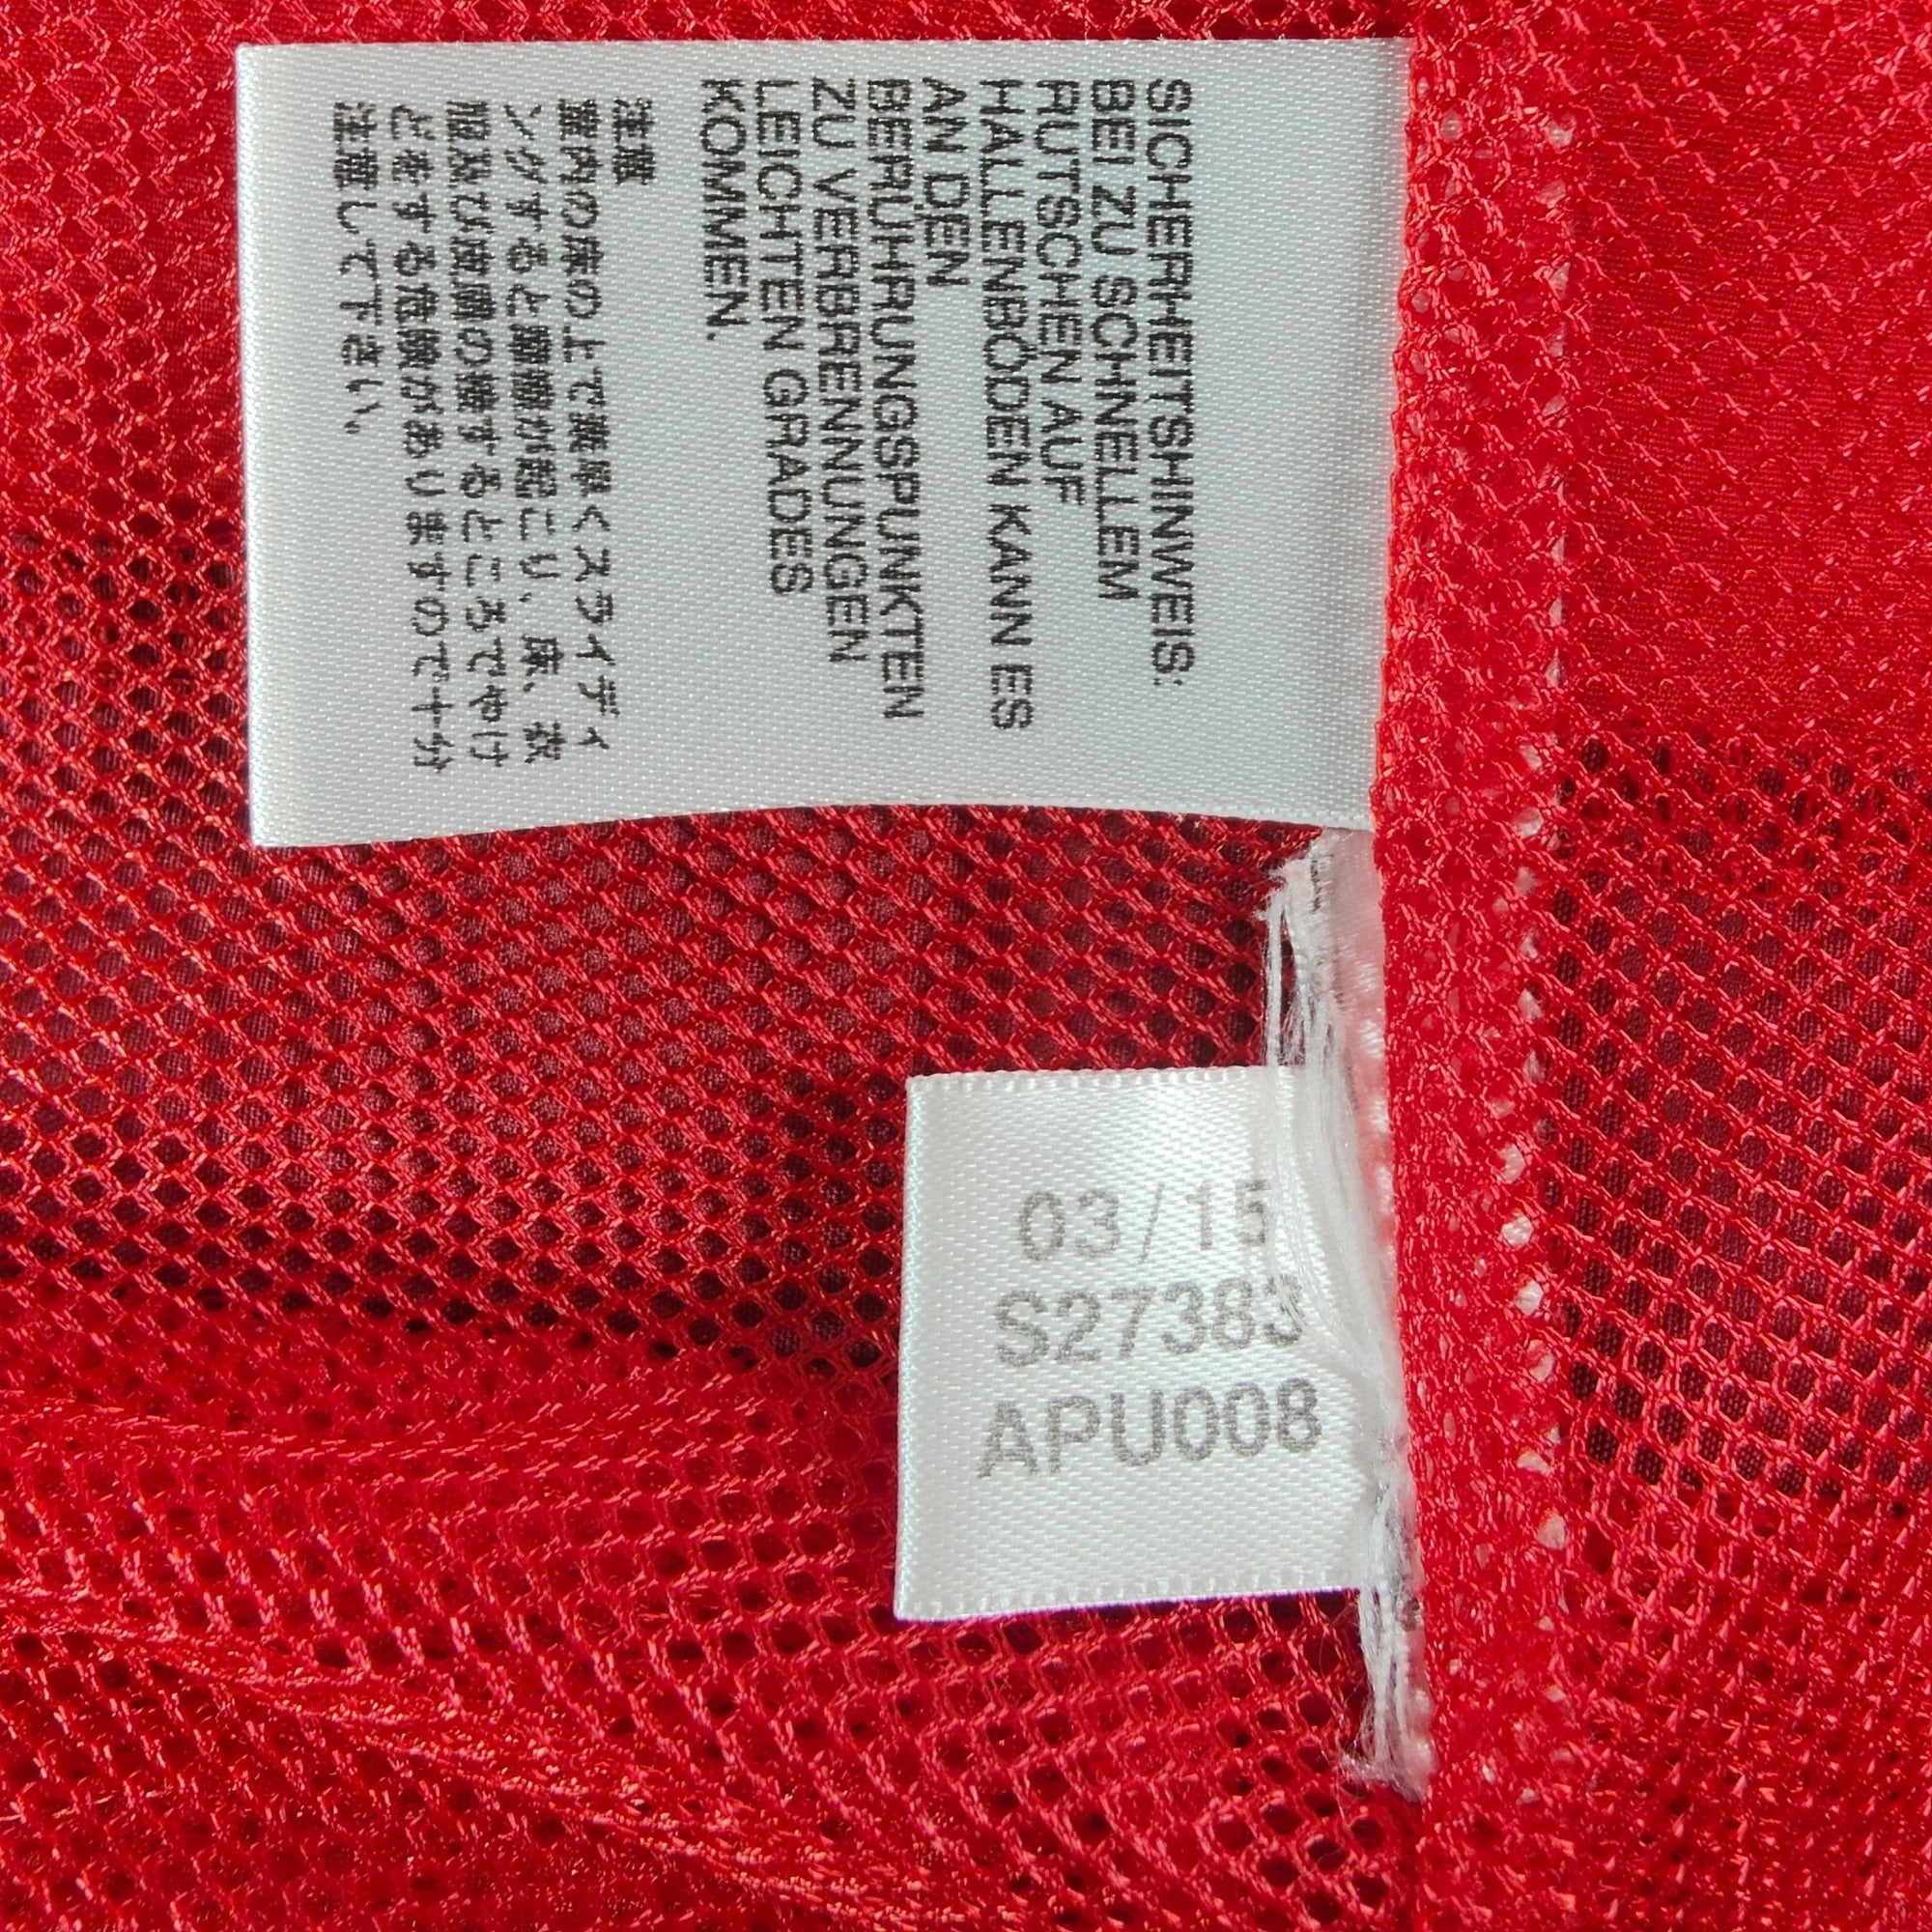 SICHERHEITSHINWEIS:
BEI ZU SCHNELLEM
RUTSCHEN AUF
HALLENBÖDEN KANN ES
AN DEN
BERUHRUNGSPUNKTEN
ZU VERBRENNUNGEN
LEICHTEN GRADES
KOMMEN.
注意
室内の床の上で素早くスライディ
ングすると摩擦が起こり、床、衣
服及び皮膚の接するところでやけ
どをする危険がありますので十分
注意して下さい、
03/15
S27383
APU008